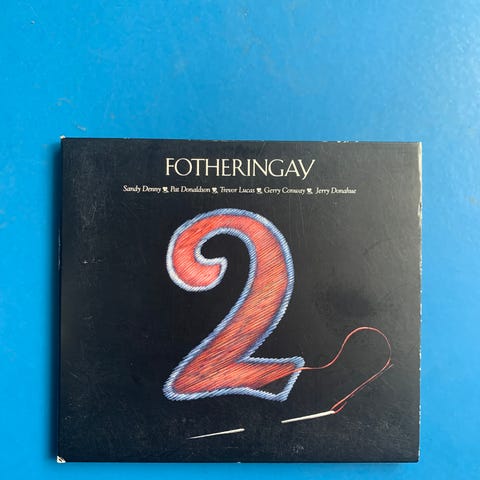 FOTHERINGAY
Sandy Denny Pat Donaldson Trevor Lucas Gerry Conway Jerry Donahue
2